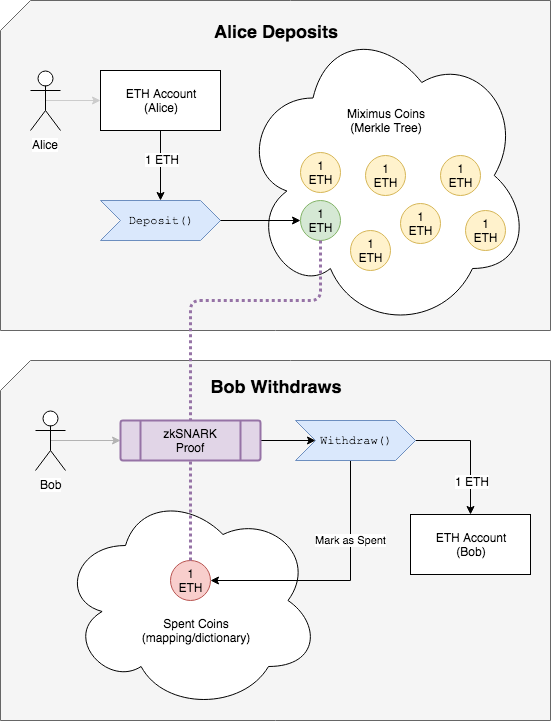 Alice Deposits
ETH Account
(Alice)
Alice
1 ETH
Deposit()
Miximus Coins
(Merkle Tree)
1
ETH
1
ETH
1
ETH
1
ETH
1
ETH
1
ETH
1
ETH
Bob Withdraws
Bob
zkSNARK
Proof
Withdraw()
1 ETH
ETH Account
(Bob)
Mark as Spent
1
ETH
Spent Coins
(mapping/dictionary)